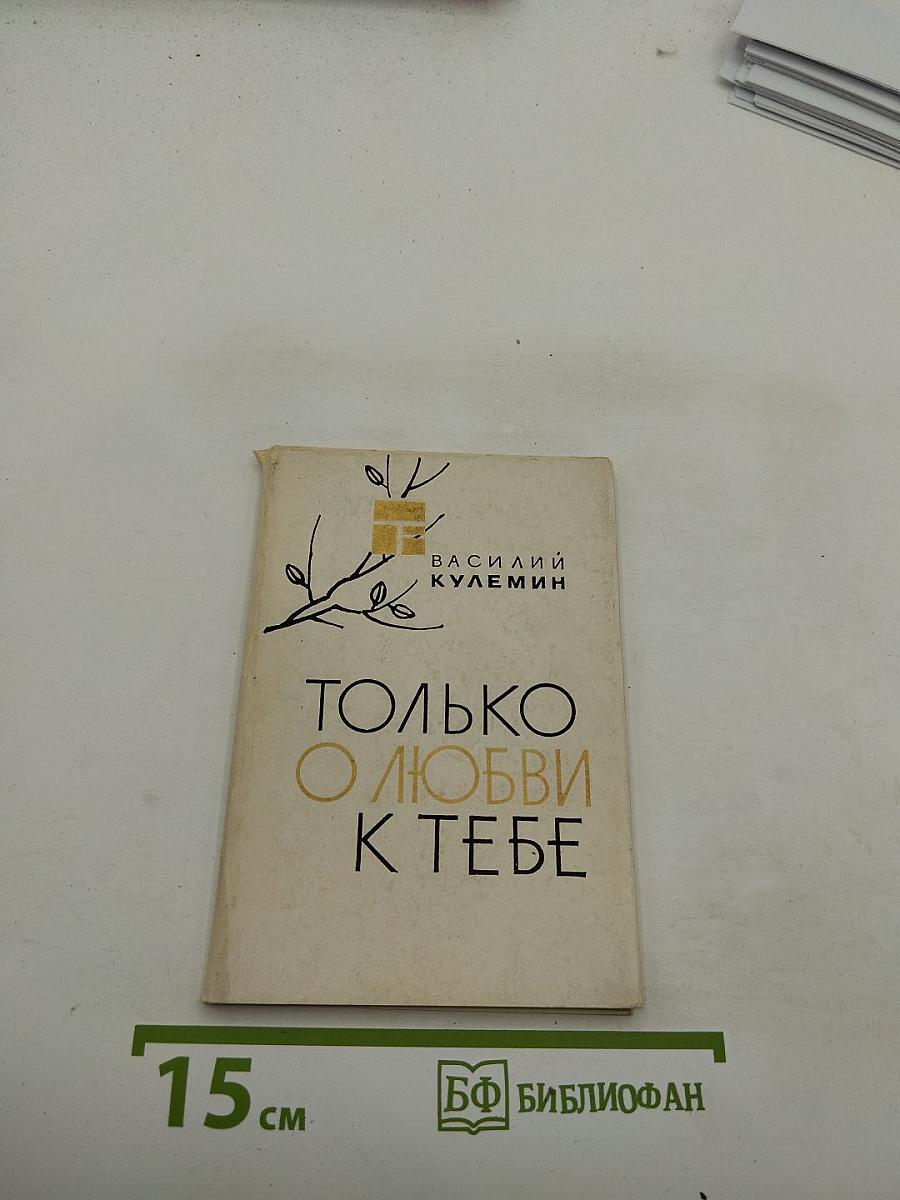 ВАСИЛИЙ
КУЛЕМИН
ТОЛЬКО
О ЛЮБВИ
К ТЕБЕ
15 см
БФ БИБЛИОФАН